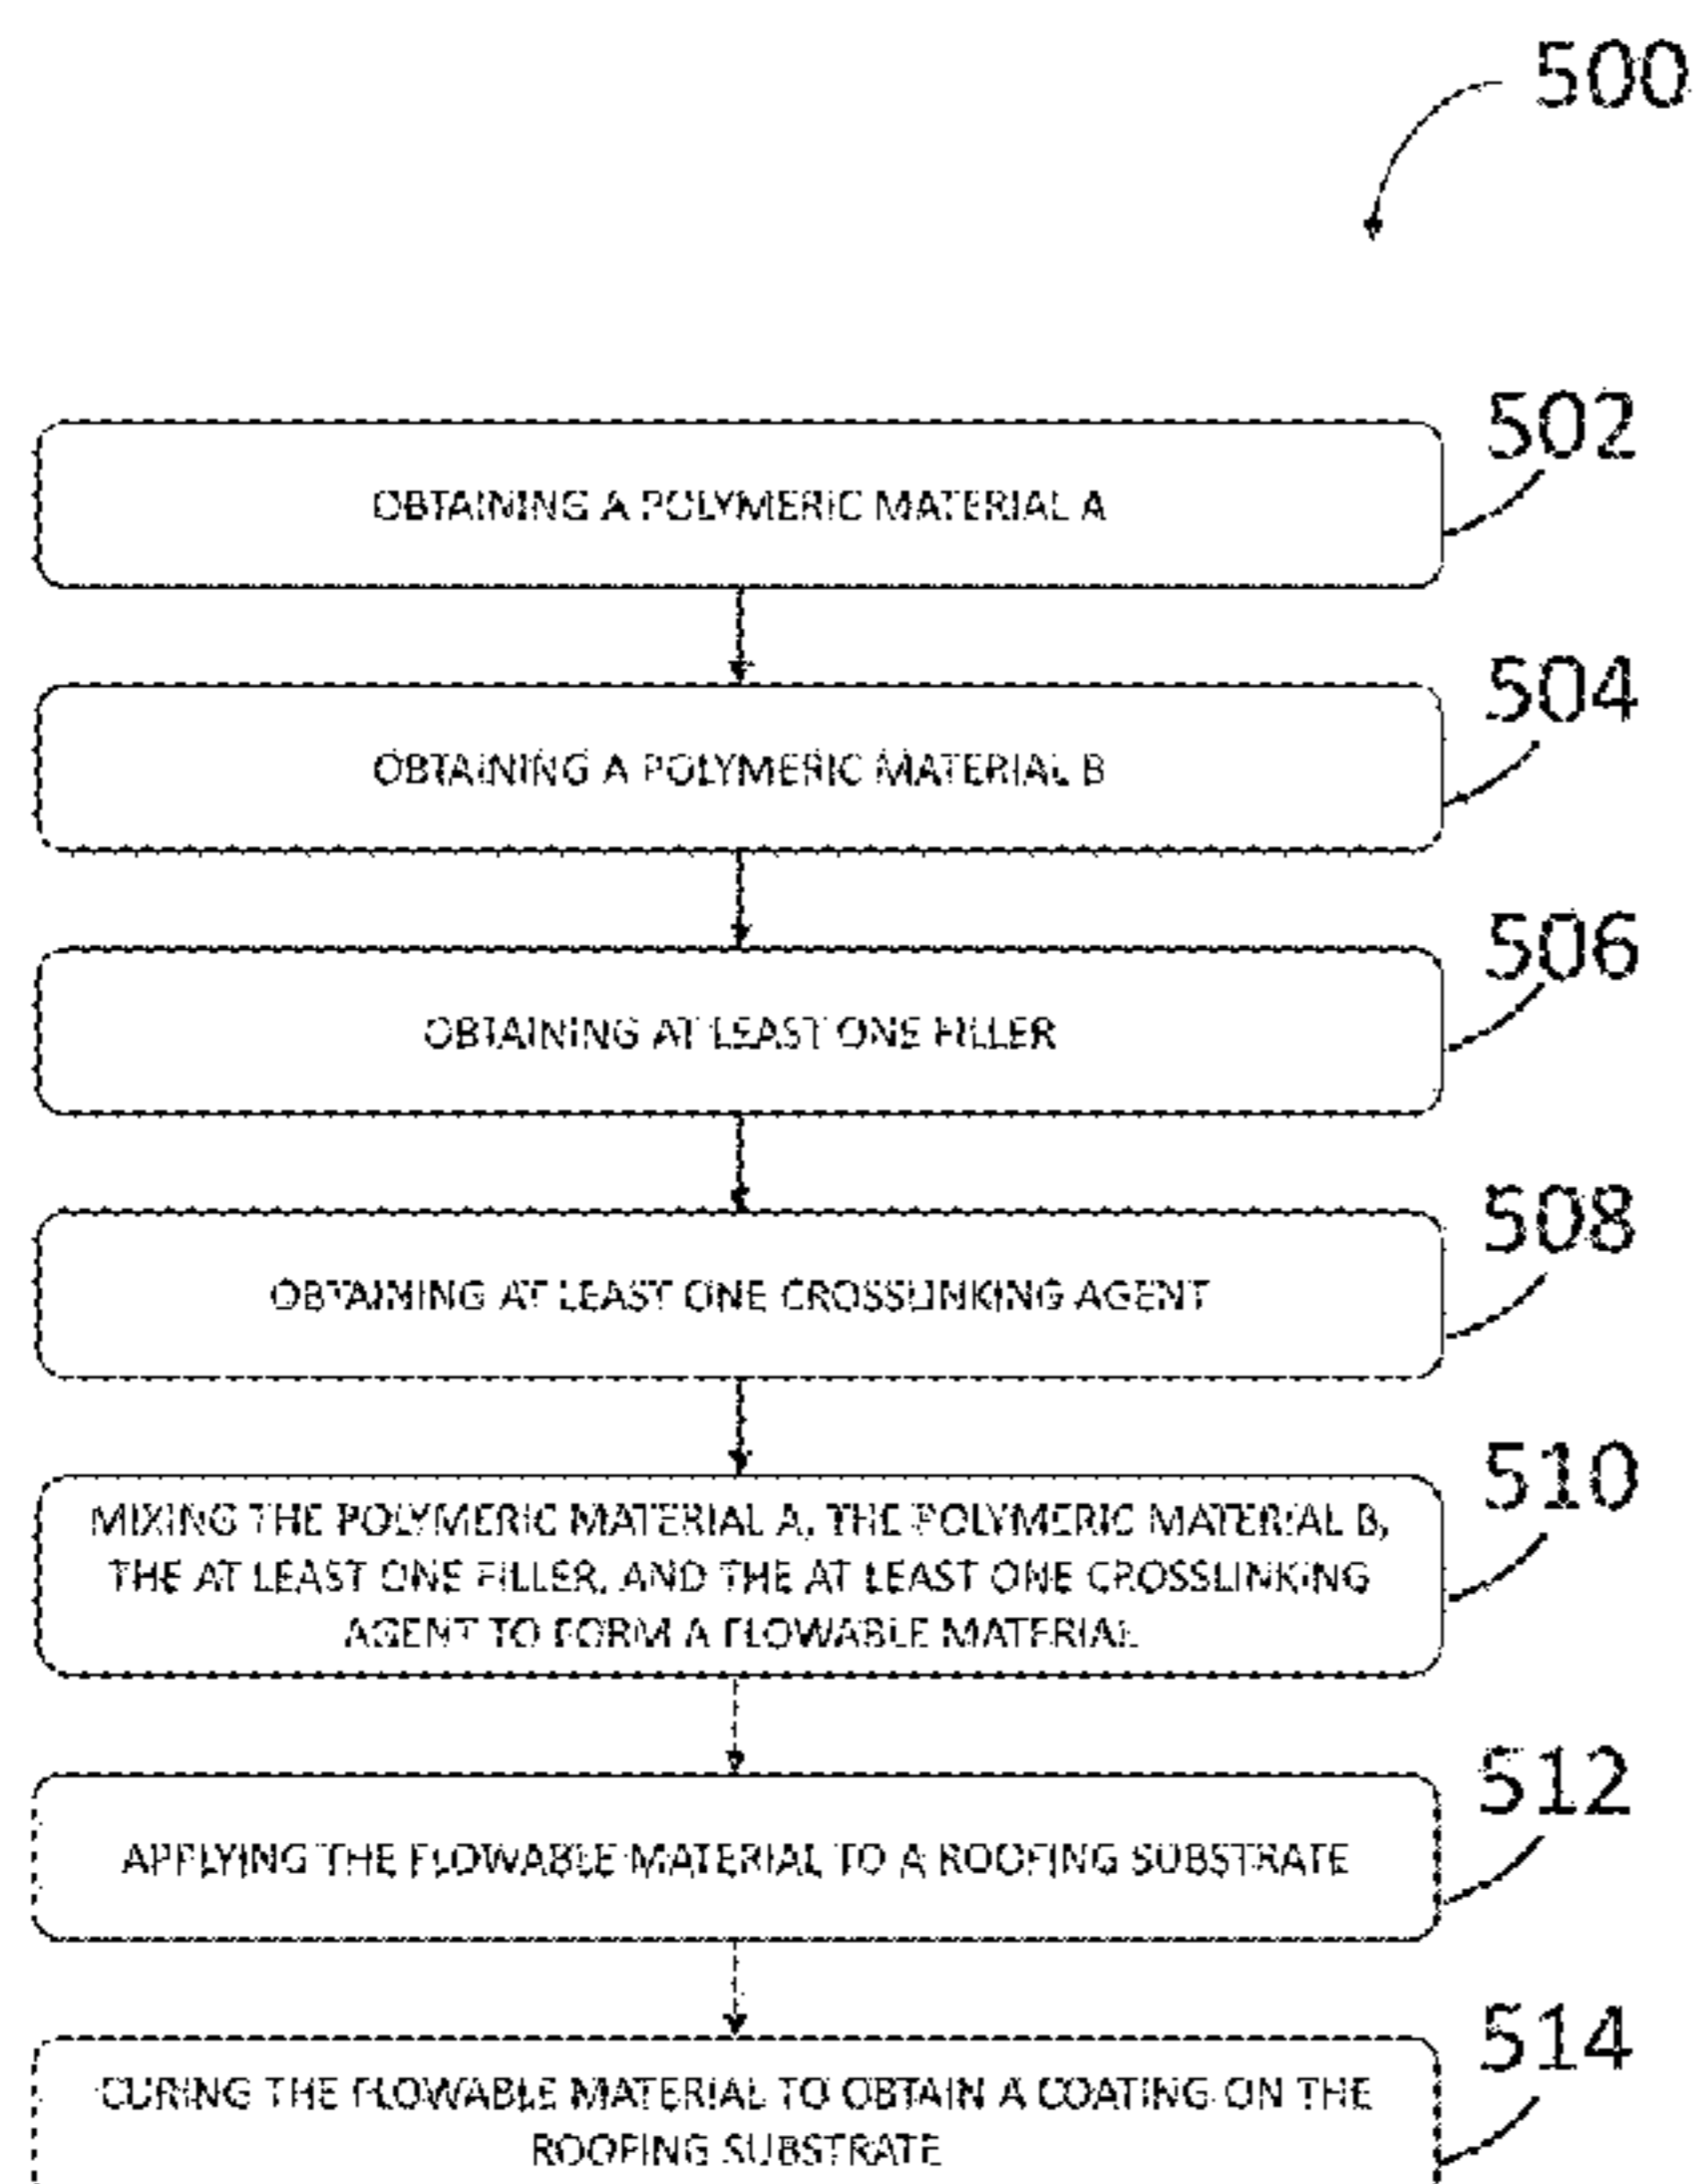 500
502
OBTAINING A POLYMERIC MATERIAL A
504
OBTAINING A POLYMERIC MATERIAL B
506
OBTAINING AT LEAST ONE FILLER
508
OBTAINING AT LEAST ONE CROSSLINKING AGENT
510
MIXING THE POLYMERIC MATERIAL A, THE POLYMERIC MATERIAL B,
THE AT LEAST ONE FILLER, AND THE AT LEAST ONE CROSSLINKING
AGENT TO FORM A FLOWABLE MATERIAL
512
APPLYING THE FLOWABLE MATERIAL TO A ROOFING SUBSTRATE
514
CURING THE FLOWABLE MATERIAL TO OBTAIN A COATING ON THE
ROOFING SUBSTRATE